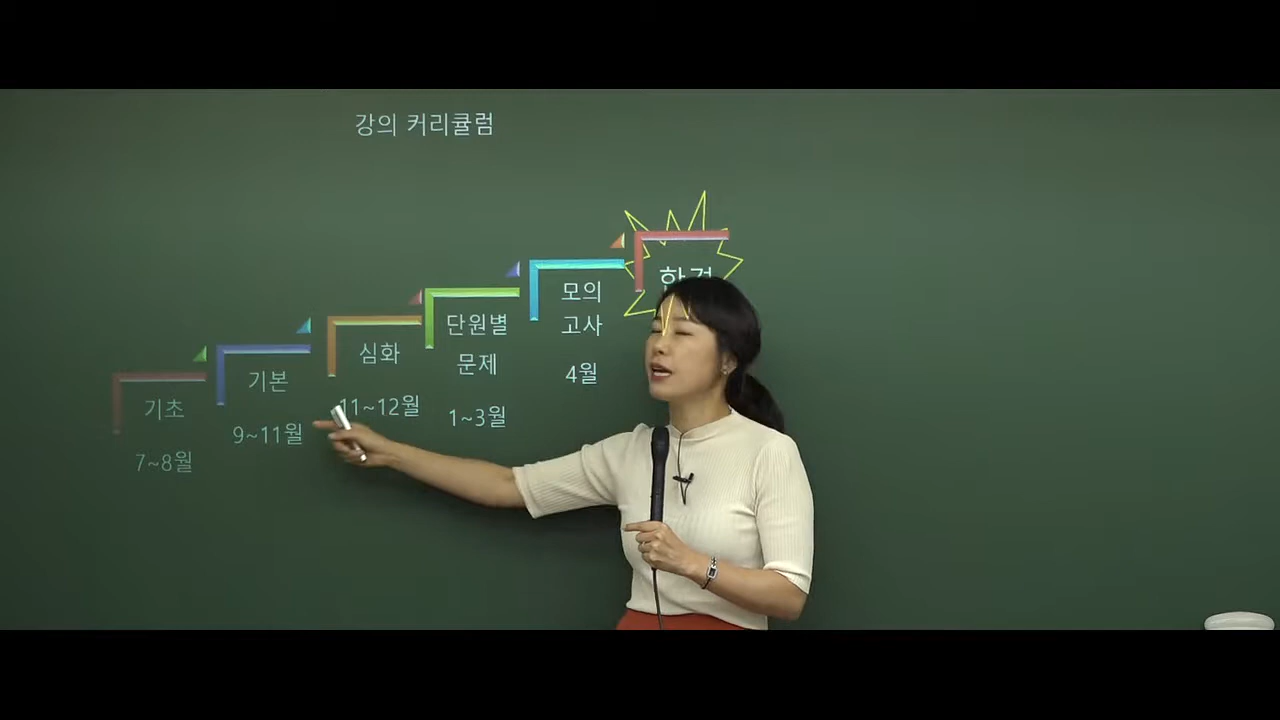 강의 커리큘럼
기초
7~8월
기본
9~11월
심화
11~12월
단원별
문제
1~3월
모의
고사
4월